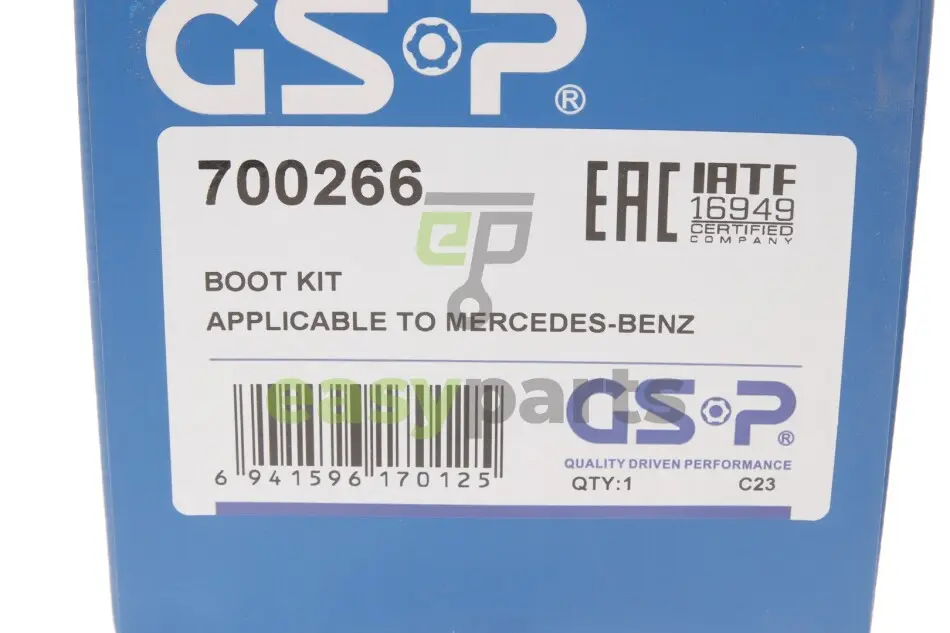 GSP®
700266
EAC
IATF
16949
CERTIFIED
COMPANY
ep
BOOT KIT
APPLICABLE TO MERCEDES-BENZ
easyparts
6 941596 170125
GSP®
QUALITY DRIVEN PERFORMANCE
QTY:1 C23